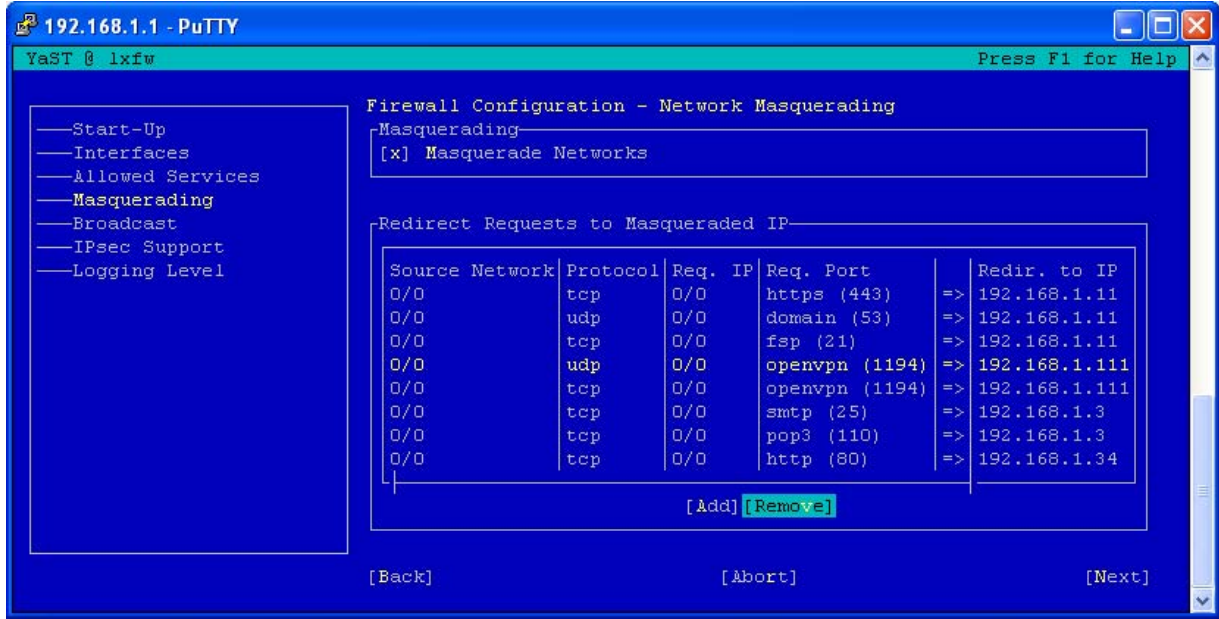 192.168.1.1 - PuTTY
YaST @ lxfw Press F1 for Help
Firewall Configuration - Network Masquerading
Start-Up
Interfaces
Allowed Services
Masquerading
Broadcast
IPsec Support
Logging Level
Masquerading
[x] Masquerade Networks
Redirect Requests to Masqueraded IP
Source Network Protocol Req. IP Req. Port Redir. to IP
0/0 tcp 0/0 https (443) => 192.168.1.11
0/0 udp 0/0 domain (53) => 192.168.1.11
0/0 tcp 0/0 fsp (21) => 192.168.1.11
0/0 udp 0/0 openvpn (1194) => 192.168.1.111
0/0 tcp 0/0 openvpn (1194) => 192.168.1.111
0/0 tcp 0/0 smtp (25) => 192.168.1.3
0/0 tcp 0/0 pop3 (110) => 192.168.1.3
0/0 tcp 0/0 http (80) => 192.168.1.34
[Add][Remove]
[Back] [Abort] [Next]